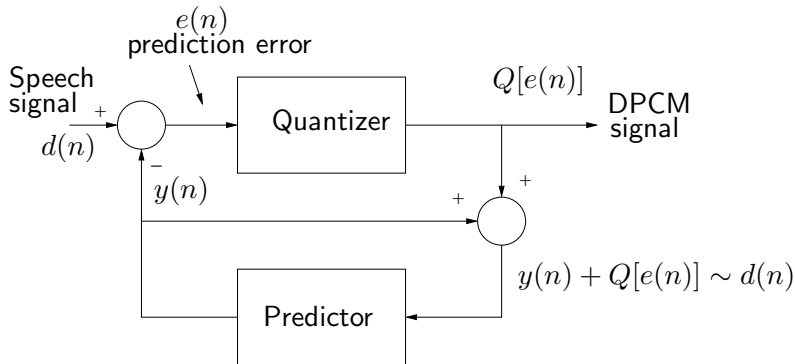 e(n)
prediction error
Speech
signal
+
d(n)
−
y(n)
Quantizer
Q[e(n)]
DPCM
signal
+
+
y(n) + Q[e(n)] ∼ d(n)
Predictor